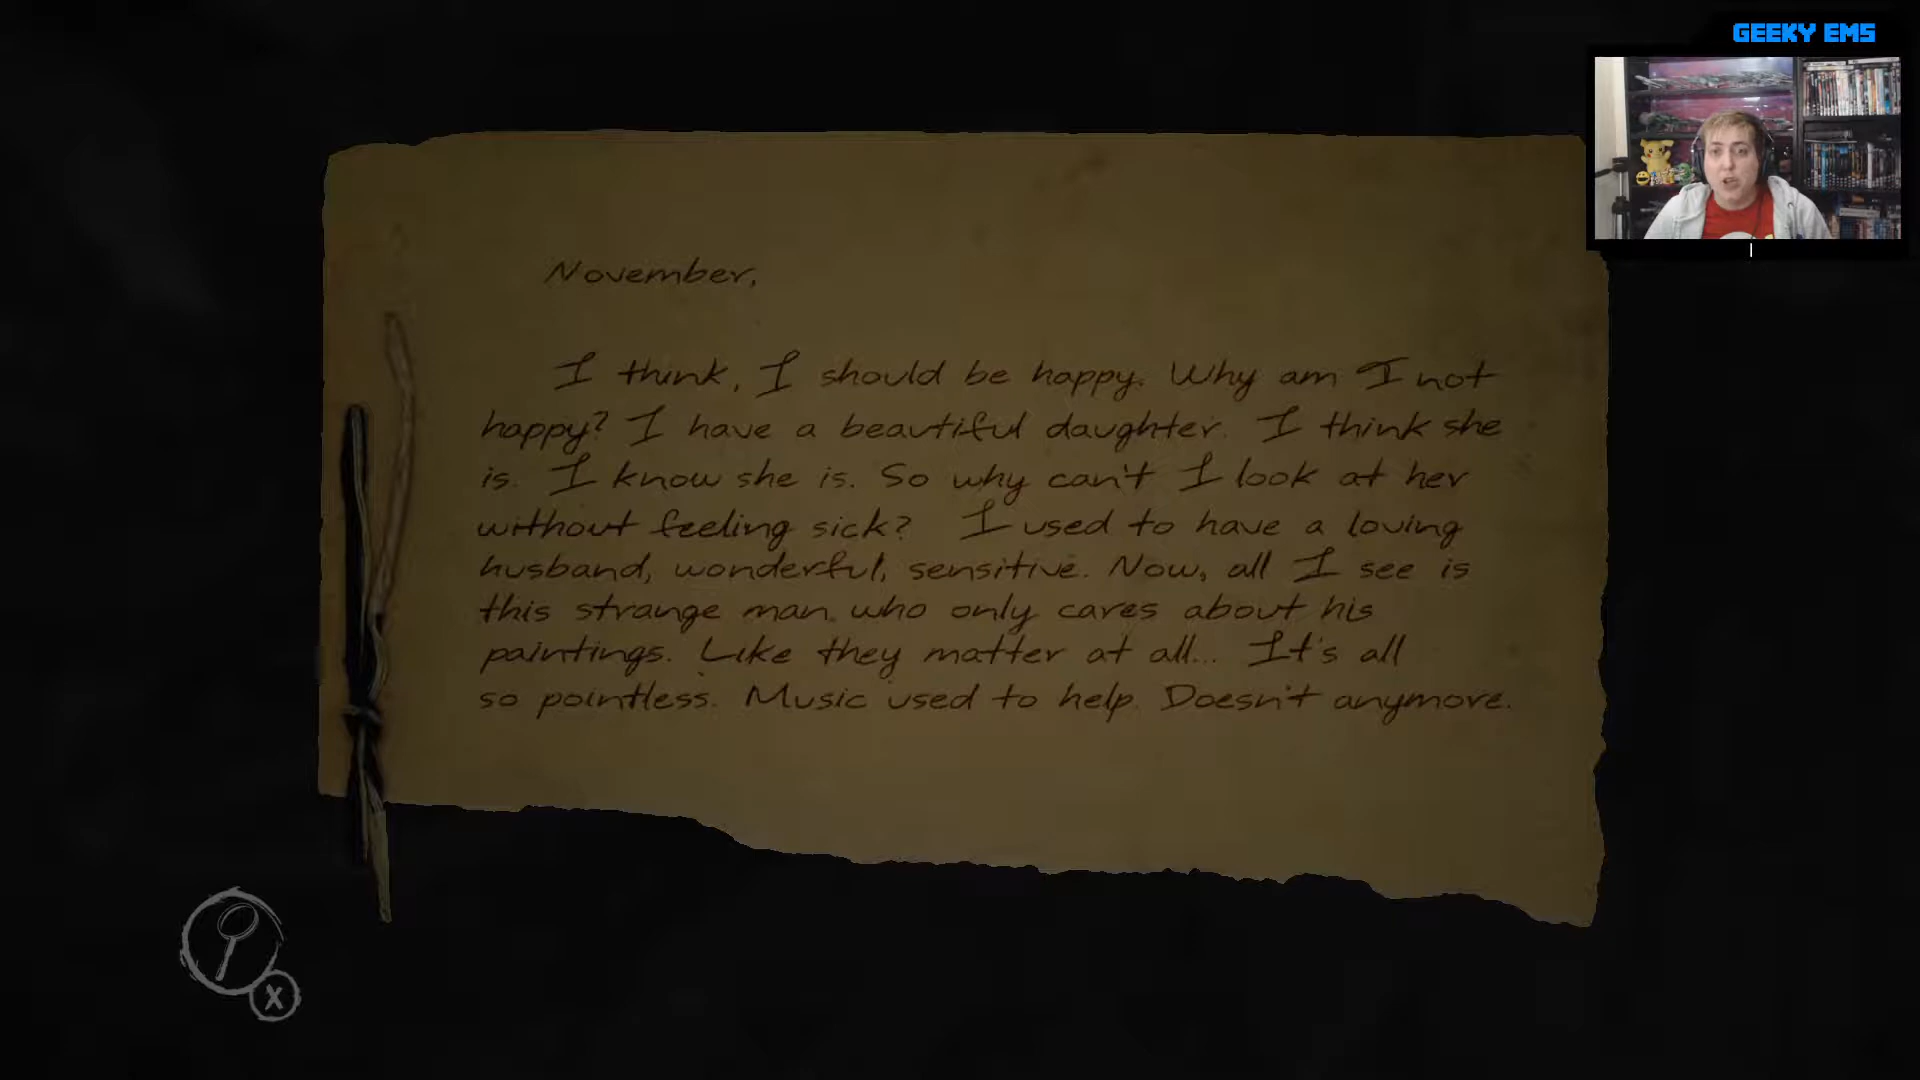 GEEKY EMS
November,
I think, I should be happy. Why am I not
happy? I have a beautiful daughter. I think she
is. I know she is. So why can't I look at her
without feeling sick? I used to have a loving
husband, wonderful, sensitive. Now, all I see is
this strange man who only cares about his
paintings. Like they matter at all... It's all
so pointless. Music used to help. Doesn't anymore.
X